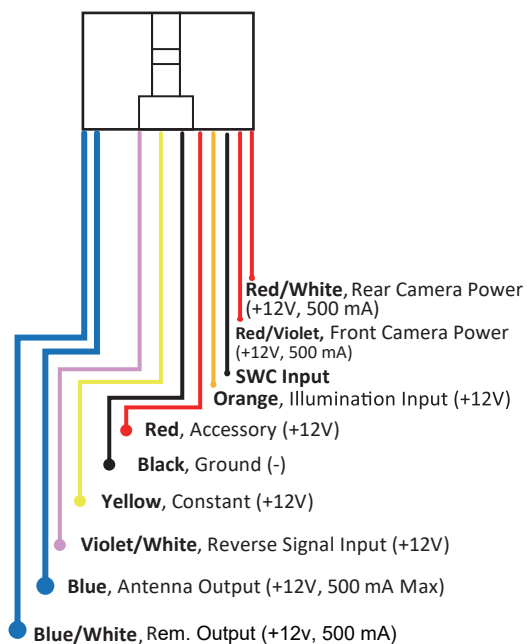 Red/White, Rear Camera Power
(+12V, 500 mA)
Red/Violet, Front Camera Power
(+12V, 500 mA)
SWC Input
Orange, Illumination Input (+12V)
Red, Accessory (+12V)
Black, Ground (-)
Yellow, Constant (+12V)
Violet/White, Reverse Signal Input (+12V)
Blue, Antenna Output (+12V, 500 mA Max)
Blue/White, Rem. Output (+12v, 500 mA)